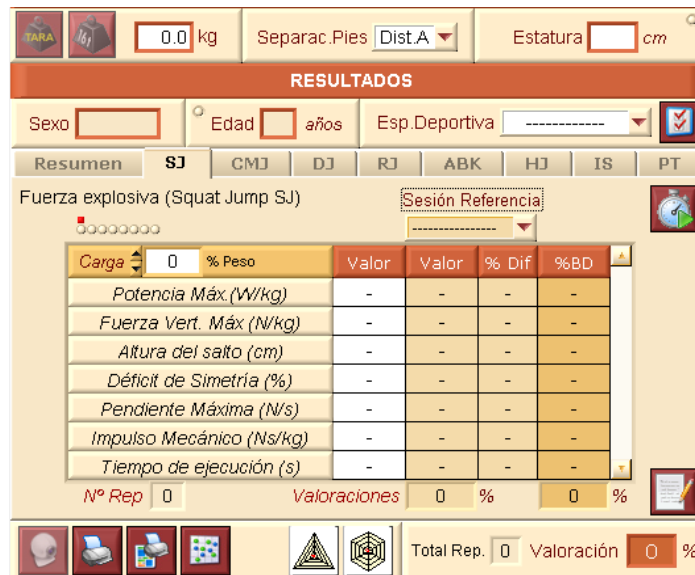 TARA 161 0.0 kg Separac.Pies Dist.A Estatura cm
RESULTADOS
Sexo Edad años Esp.Deportiva ------------
Resumen SJ CMJ DJ RJ ABK HJ IS PT
Fuerza explosiva (Squat Jump SJ) Sesión Referencia
----------------
Carga 0 % Peso Valor Valor % Dif %BD
Potencia Máx.(W/kg) - - - -
Fuerza Vert. Máx (N/kg) - - - -
Altura del salto (cm) - - - -
Déficit de Simetría (%) - - - -
Pendiente Máxima (N/s) - - - -
Impulso Mecánico (Ns/kg) - - - -
Tiempo de ejecución (s) - - - -
Nº Rep 0 Valoraciones 0 % 0 %
Total Rep. 0 Valoración 0 %